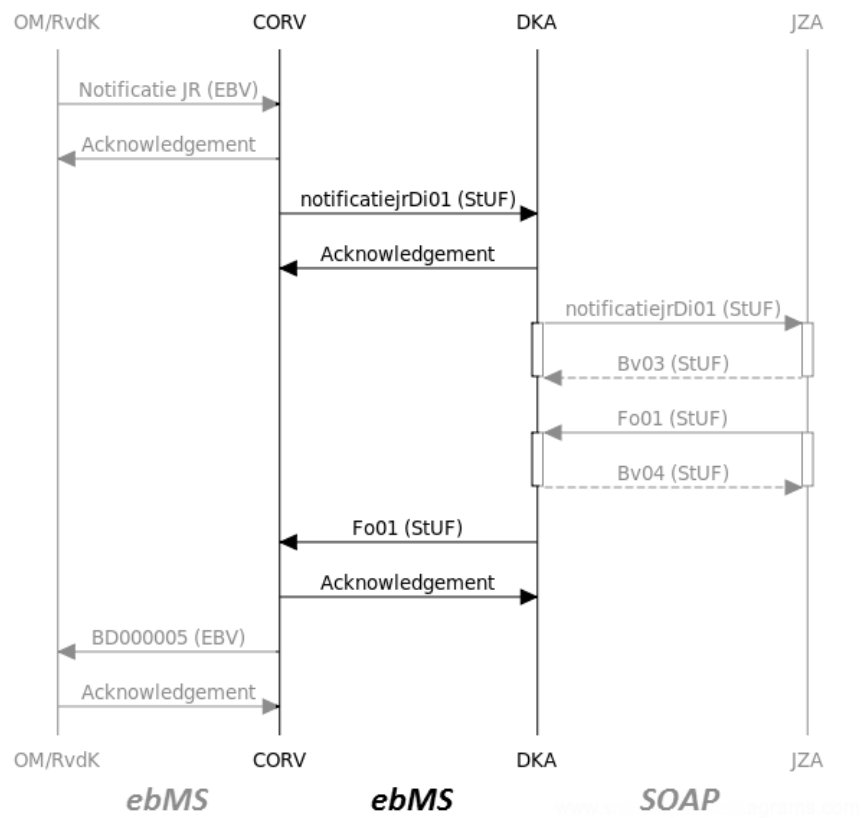 OM/RvdK CORV DKA JZA
Notificatie JR (EBV)
Acknowledgement
notificatiejrDi01 (StUF)
Acknowledgement
notificatiejrDi01 (StUF)
Bv03 (StUF)
Fo01 (StUF)
Bv04 (StUF)
Fo01 (StUF)
Acknowledgement
BD000005 (EBV)
Acknowledgement
OM/RvdK CORV DKA JZA
ebMS ebMS SOAP